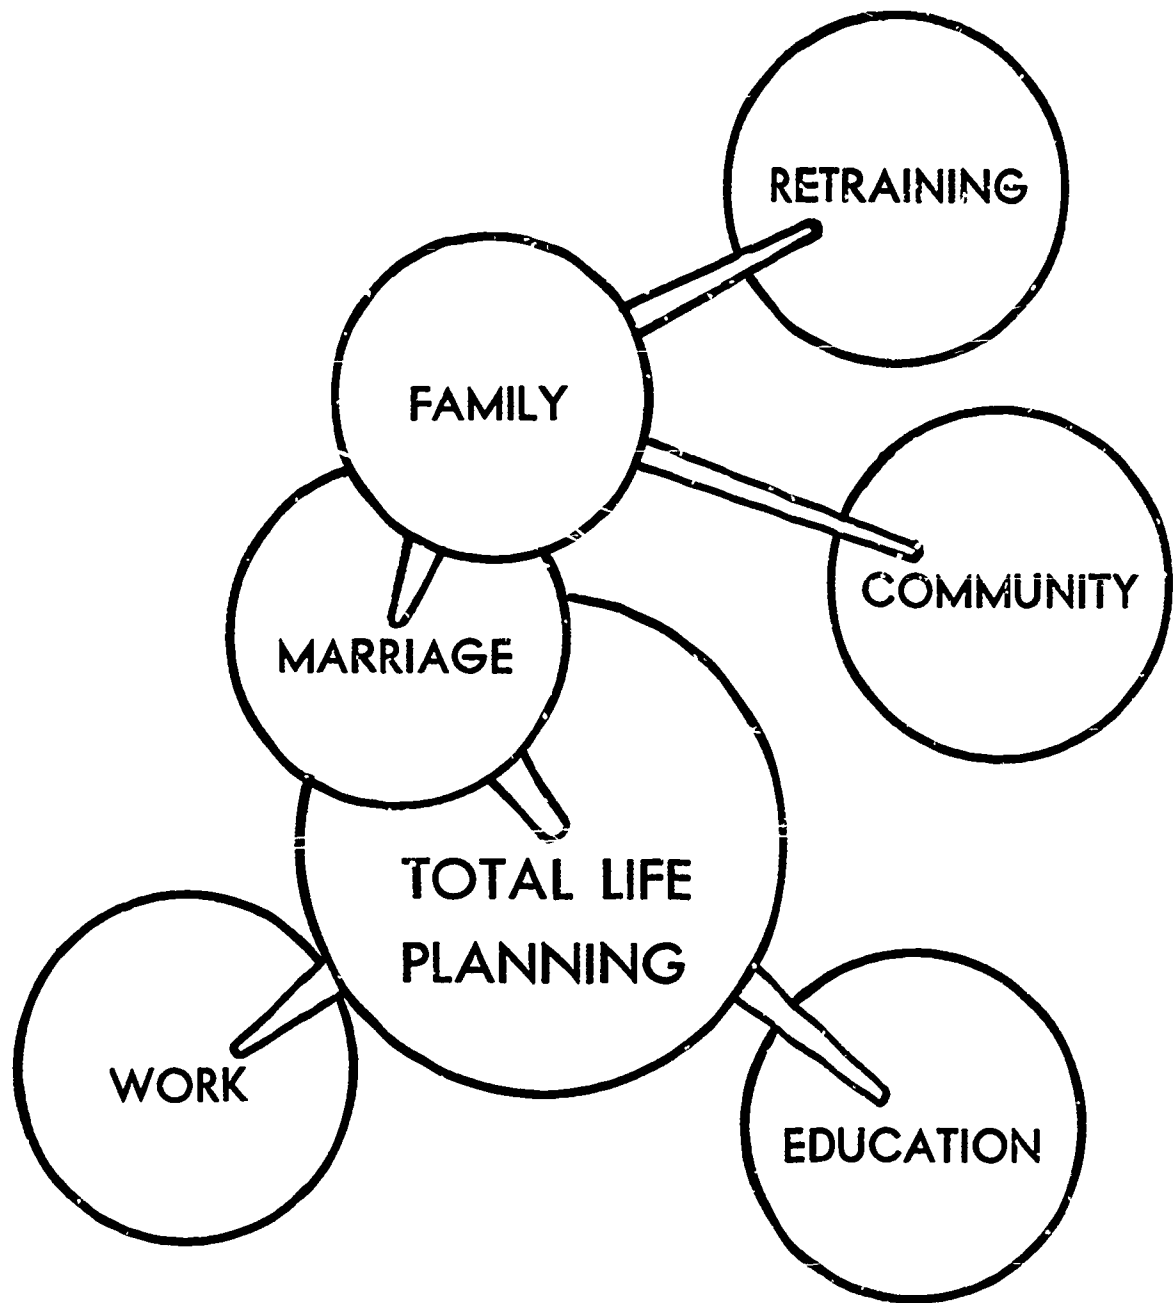 RETRAINING
FAMILY
COMMUNITY
MARRIAGE
TOTAL LIFE
PLANNING
WORK
EDUCATION